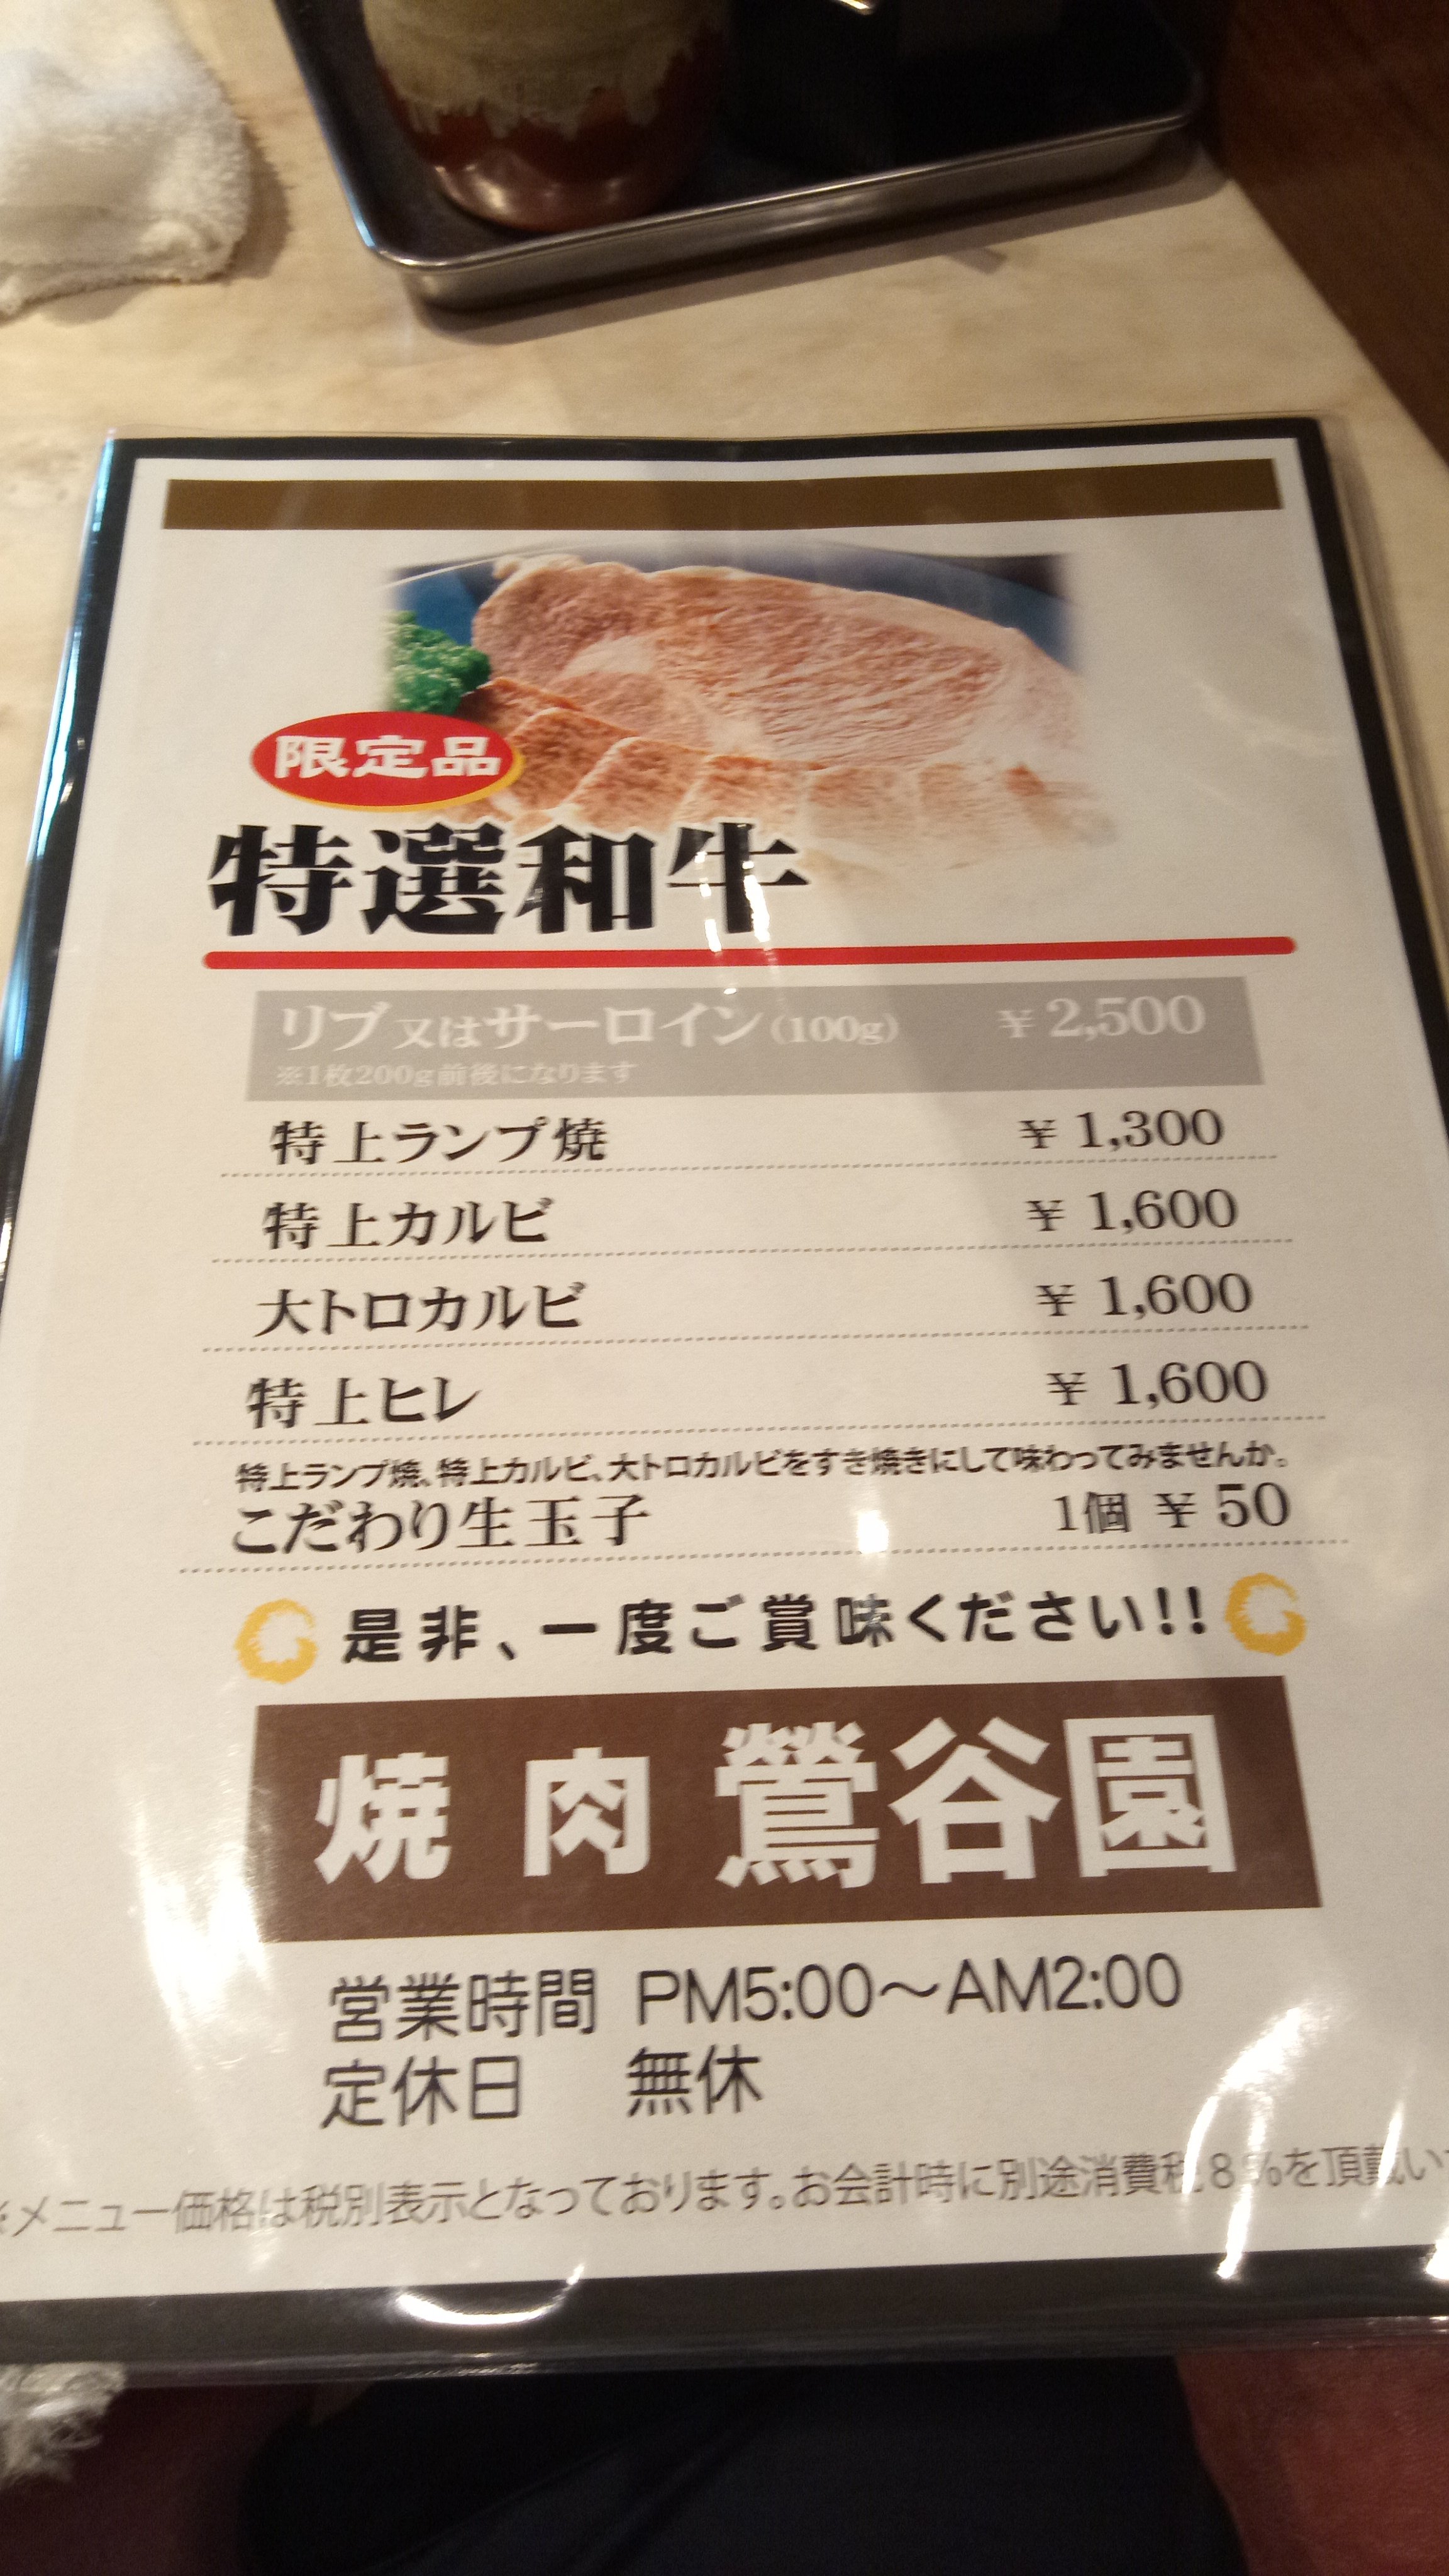 限定品
特選和牛
リブ又はサーロイン(100g) ¥2,500
※1枚200g前後になります
特上ランプ焼 ¥1,300
特上カルビ ¥1,600
大トロカルビ ¥1,600
特上ヒレ ¥1,600
特上ランプ焼、特上カルビ、大トロカルビをすき焼きにして味わってみませんか。
こだわり生玉子 1個 ¥50
是非、一度ご賞味ください!!
焼肉 鶯谷園
営業時間 PM5:00〜AM2:00
定休日 無休
※メニュー価格は税別表示となっております。お会計時に別途消費税8%を頂戴い